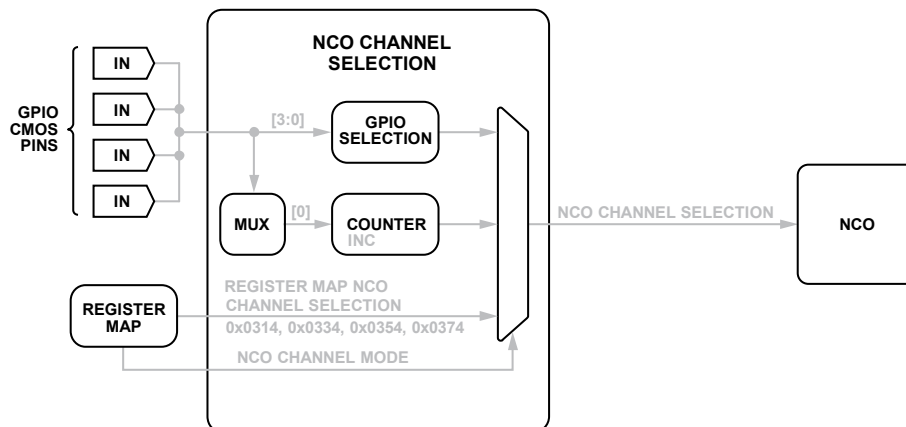 NCO CHANNEL
SELECTION
GPIO
CMOS
PINS
IN
IN
IN
IN
[3:0]
GPIO
SELECTION
MUX
[0]
COUNTER
INC
NCO CHANNEL SELECTION
NCO
REGISTER
MAP
REGISTER MAP NCO
CHANNEL SELECTION
0x0314, 0x0334, 0x0354, 0x0374
NCO CHANNEL MODE